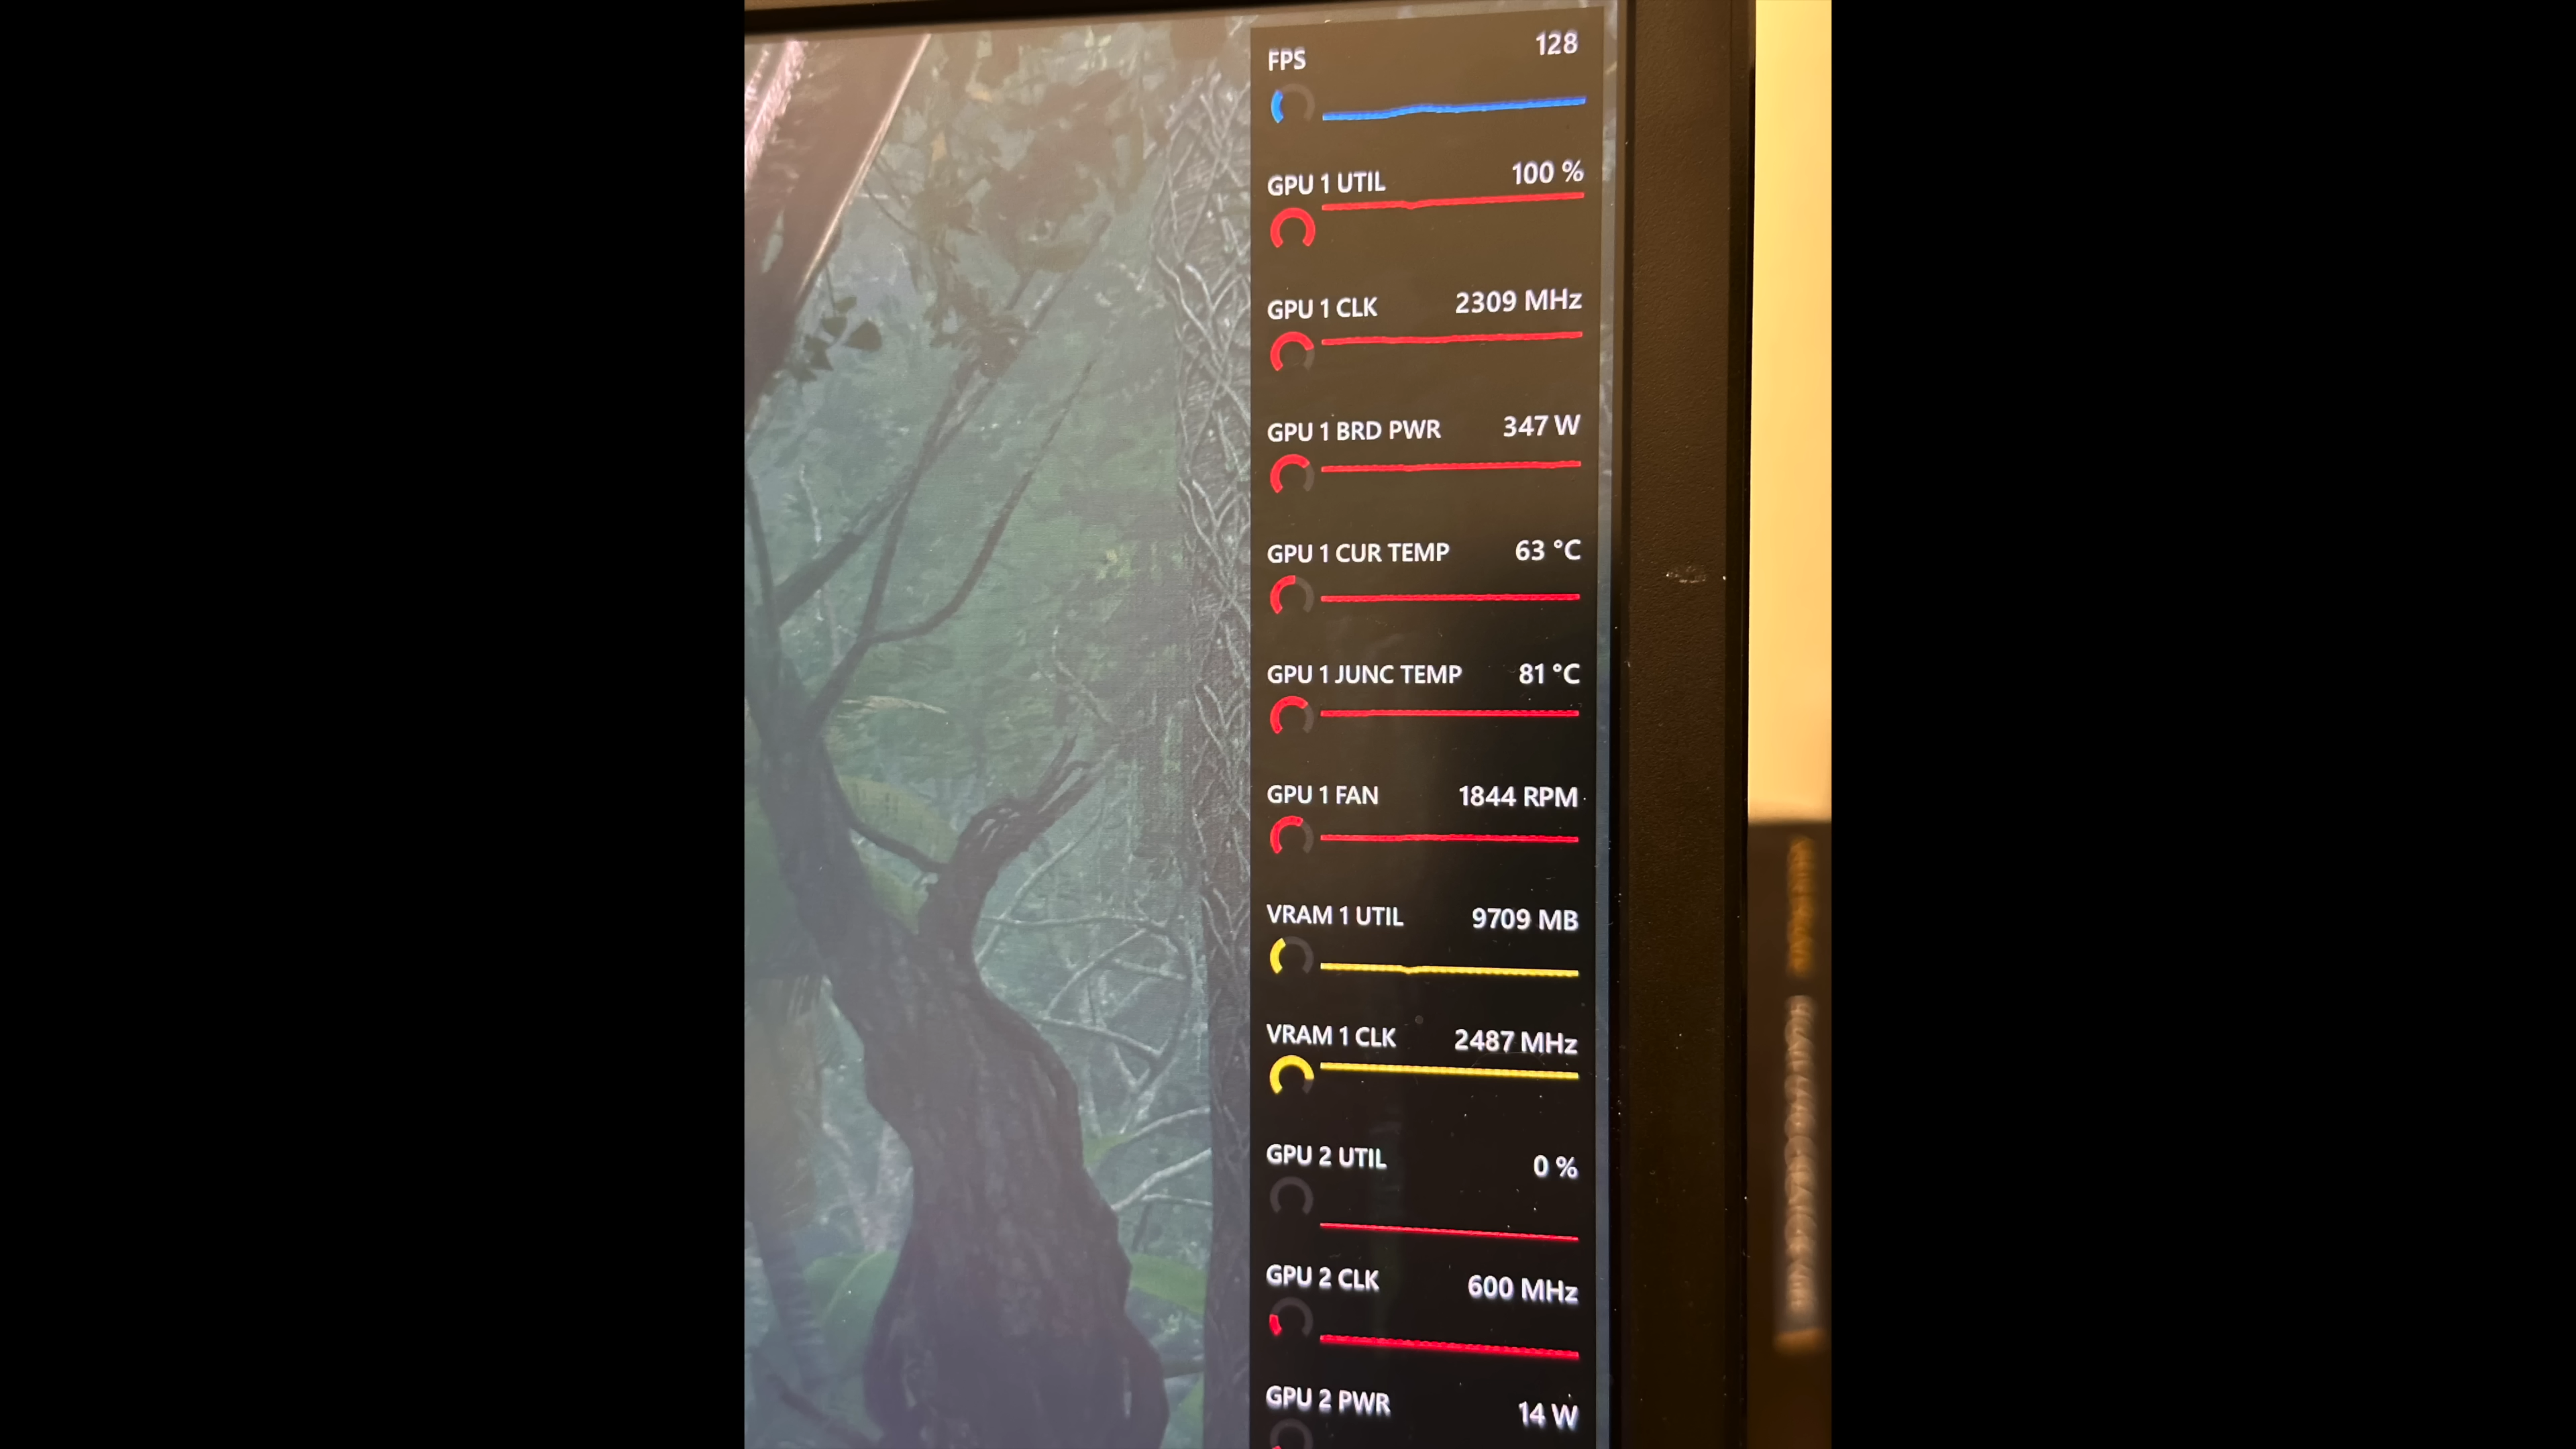 FPS 128
GPU 1 UTIL 100 %
GPU 1 CLK 2309 MHz
GPU 1 BRD PWR 347 W
GPU 1 CUR TEMP 63 °C
GPU 1 JUNC TEMP 81 °C
GPU 1 FAN 1844 RPM
VRAM 1 UTIL 9709 MB
VRAM 1 CLK 2487 MHz
GPU 2 UTIL 0 %
GPU 2 CLK 600 MHz
GPU 2 PWR 14 W